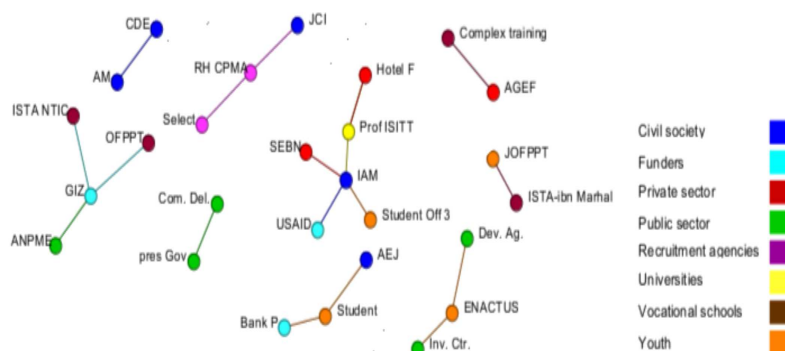 CDE
JCI
Complex training
RH CPMA
Hotel F
AM
AGEF
ISTA NTIC
Select
Prof ISITT
OFPPT
SEBN
JOFPPT
IAM
GIZ
Com. Del.
ISTA-ibn Marhal
USAID
Student Off 3
ANPME
Dev. Ag.
pres Gov
AEJ
Bank P
Student
ENACTUS
Inv. Ctr.
Civil society
Funders
Private sector
Public sector
Recruitment agencies
Universities
Vocational schools
Youth